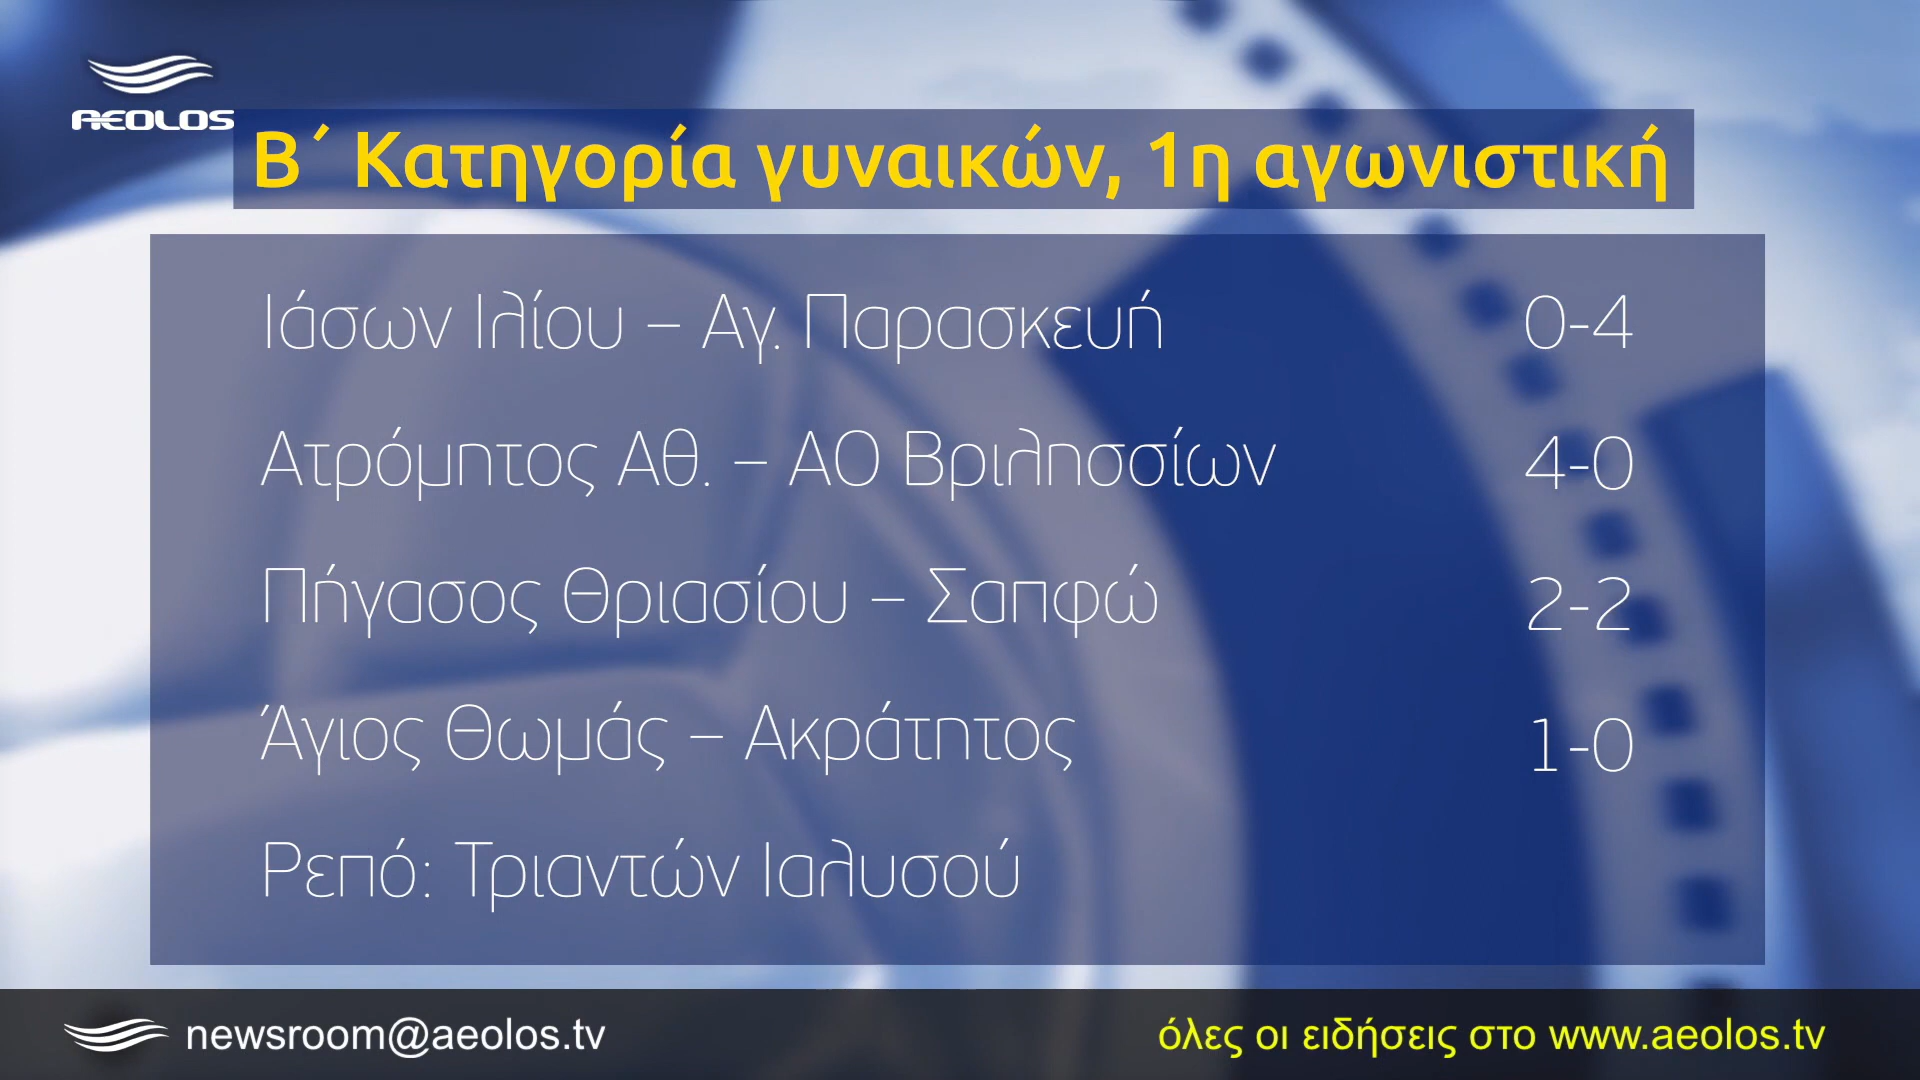 AEOLOS
Β΄ Κατηγορία γυναικών, 1η αγωνιστική
Ιάσων Ιλίου – Αγ. Παρασκευή 0-4
Ατρόμητος Αθ. – ΑΟ Βριλησσίων 4-0
Πήγασος Θριασίου – Σαπφώ 2-2
Άγιος Θωμάς – Ακράτητος 1-0
Ρεπό: Τριαντών Ιαλυσού
newsroom@aeolos.tv όλες οι ειδήσεις στο www.aeolos.tv